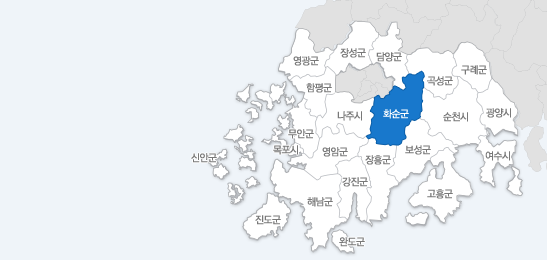 장성군
담양군
영광군
곡성군
구례군
함평군
나주시
화순군
순천시
광양시
무안군
목포시
영암군
장흥군
보성군
여수시
신안군
강진군
고흥군
해남군
진도군
완도군